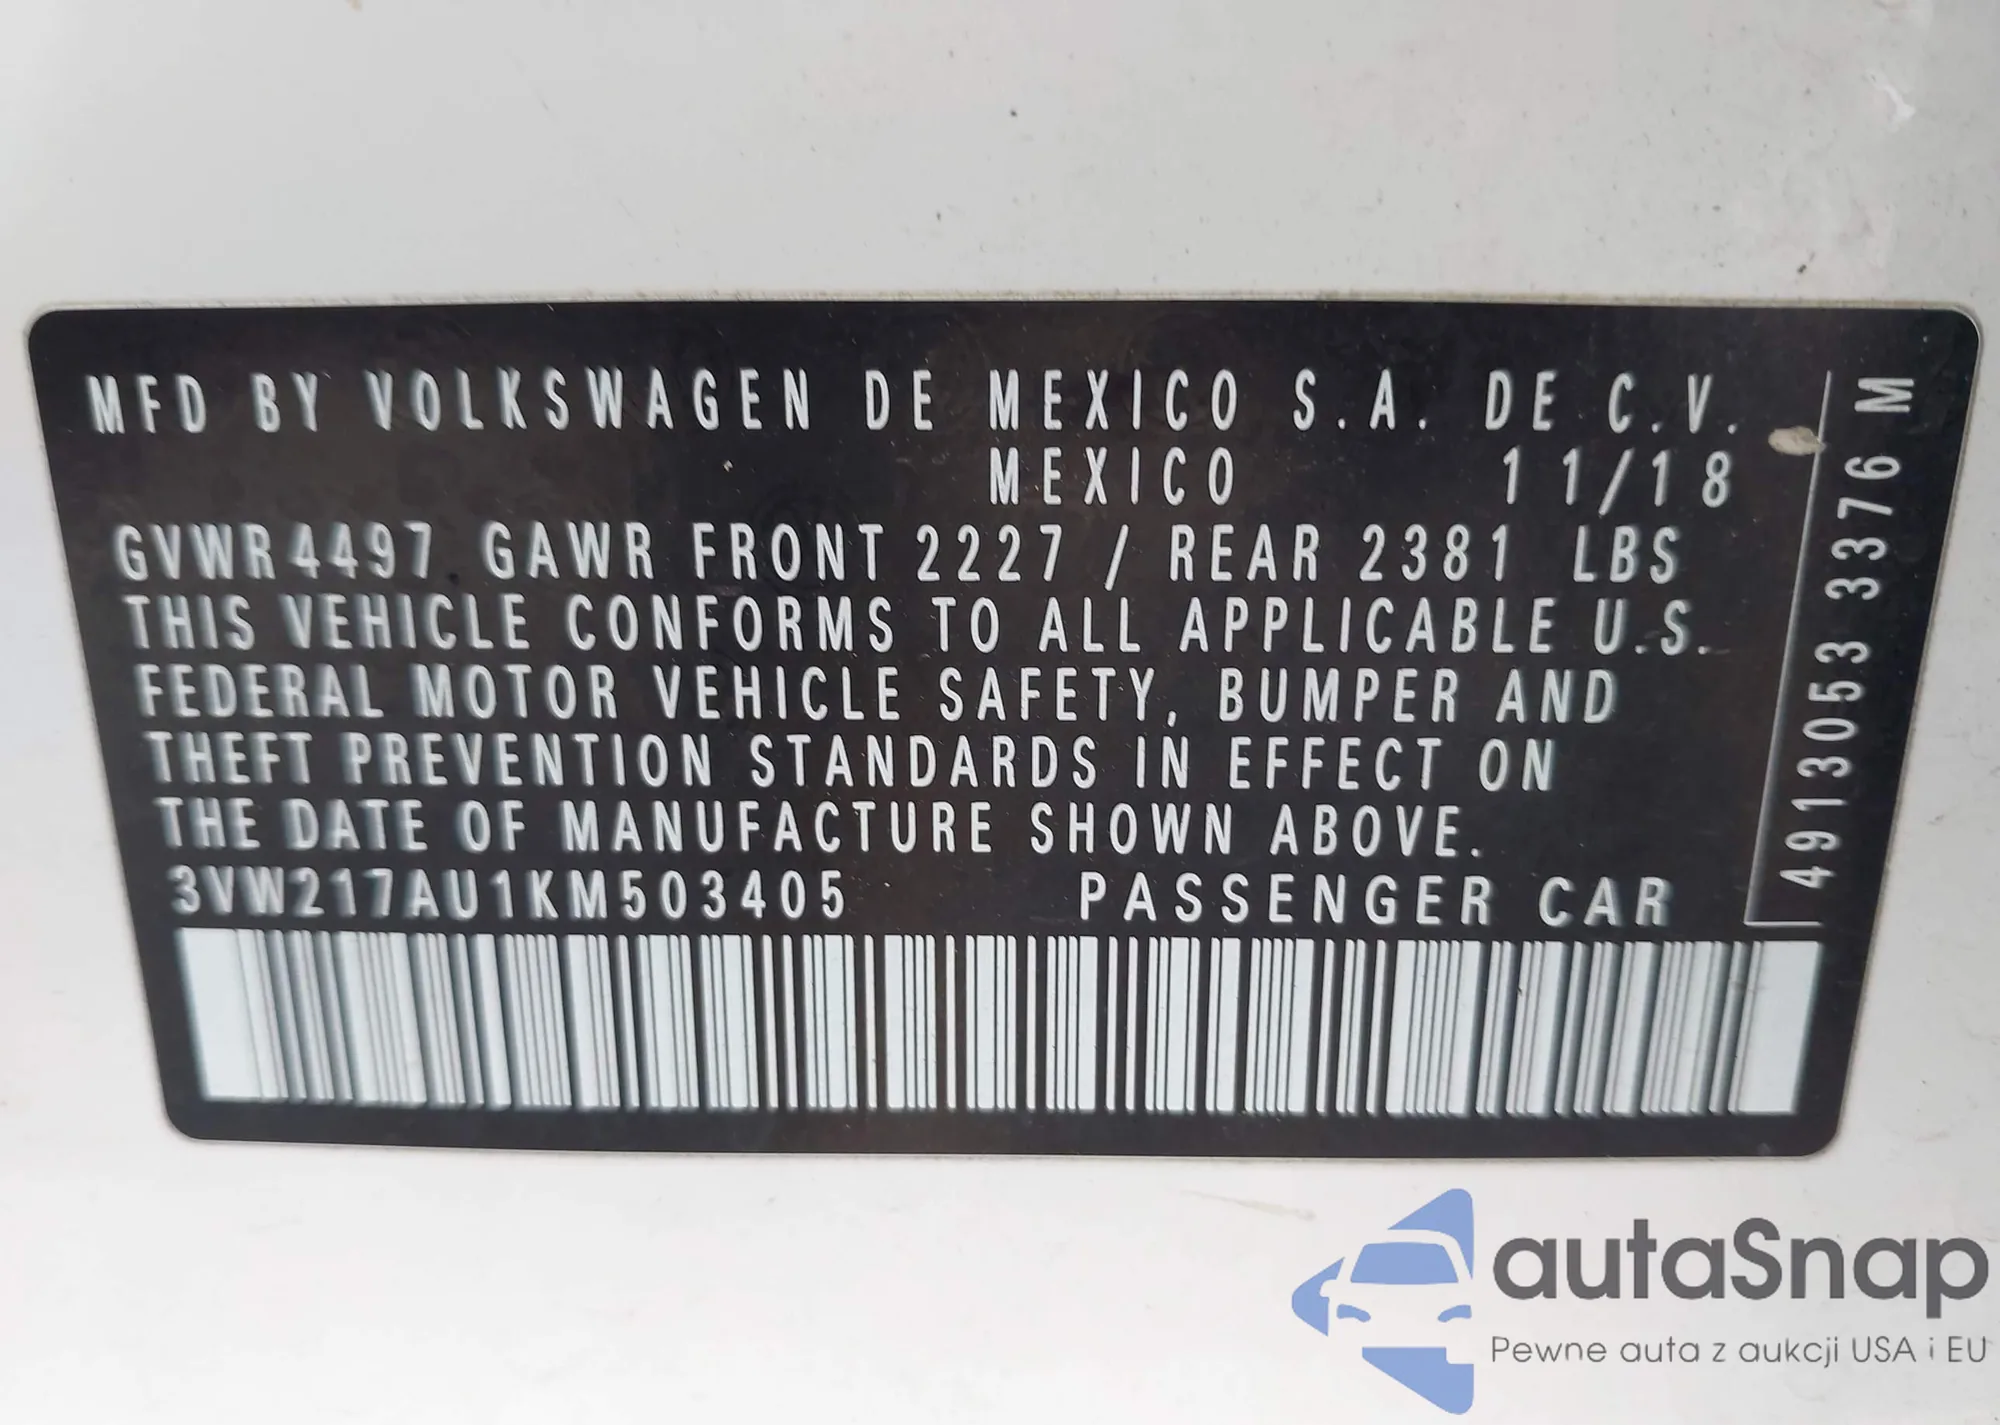 MFD BY VOLKSWAGEN DE MEXICO S.A. DE C.V.
MEXICO 11/18
GVWR4497 GAWR FRONT 2227 / REAR 2381 LBS
THIS VEHICLE CONFORMS TO ALL APPLICABLE U.S.
FEDERAL MOTOR VEHICLE SAFETY, BUMPER AND
THEFT PREVENTION STANDARDS IN EFFECT ON
THE DATE OF MANUFACTURE SHOWN ABOVE.
3VW217AU1KM503405 PASSENGER CAR
4913053 3376 M
autaSnap
Pewne auta z aukcji USA i EU